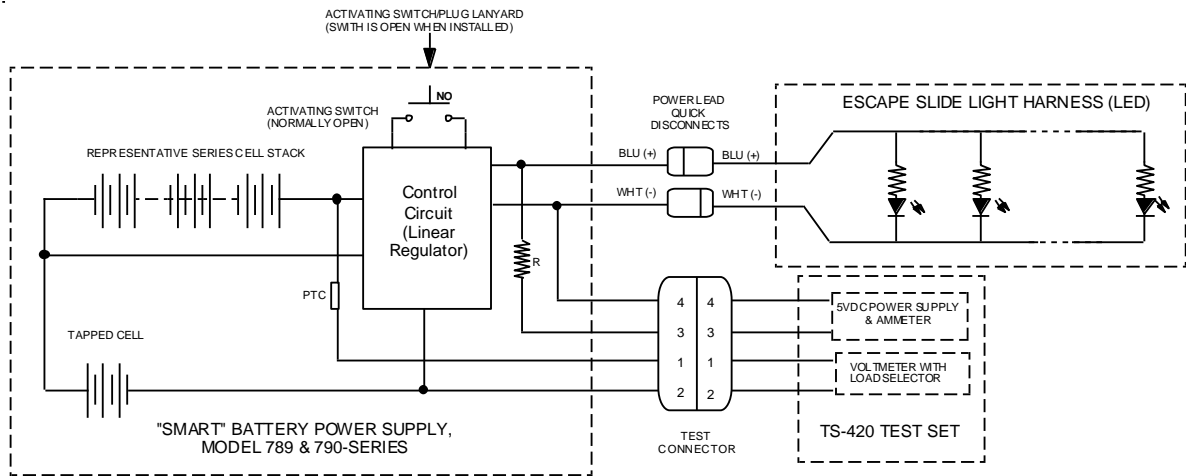 ACTIVATING SWITCH/PLUG LANYARD
(SWITH IS OPEN WHEN INSTALLED)
NO
ACTIVATING SWITCH
(NORMALLY OPEN)
POWER LEAD
QUICK
DISCONNECTS
ESCAPE SLIDE LIGHT HARNESS (LED)
REPRESENTATIVE SERIES CELL STACK
BLU (+)
BLU (+)
Control
Circuit
(Linear
Regulator)
WHT (-)
WHT (-)
R
PTC
4
4
5VDC POWER SUPPLY
& AMMETER
3
3
TAPPED CELL
1
1
VOLTMETER WITH
LOAD SELECTOR
2
2
"SMART" BATTERY POWER SUPPLY,
MODEL 789 & 790-SERIES
TEST
CONNECTOR
TS-420 TEST SET